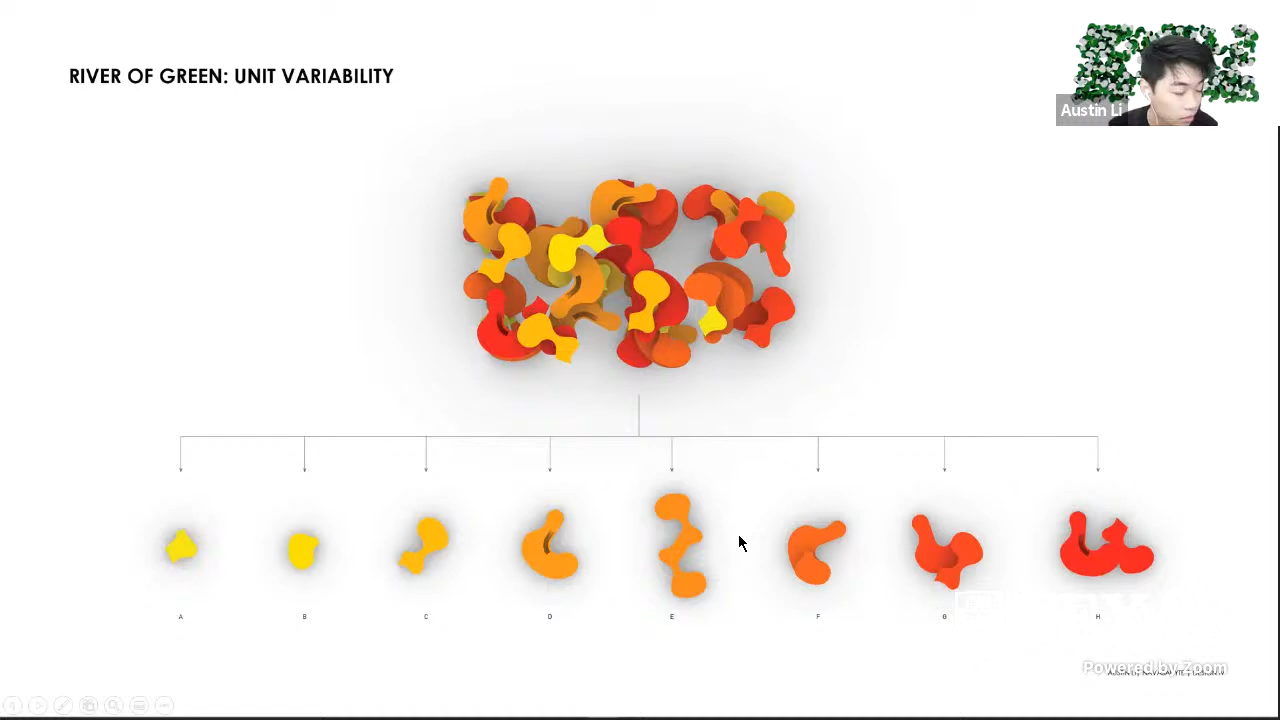 RIVER OF GREEN: UNIT VARIABILITY
Austin Li
A B C D E F G H
Powered by Zoom